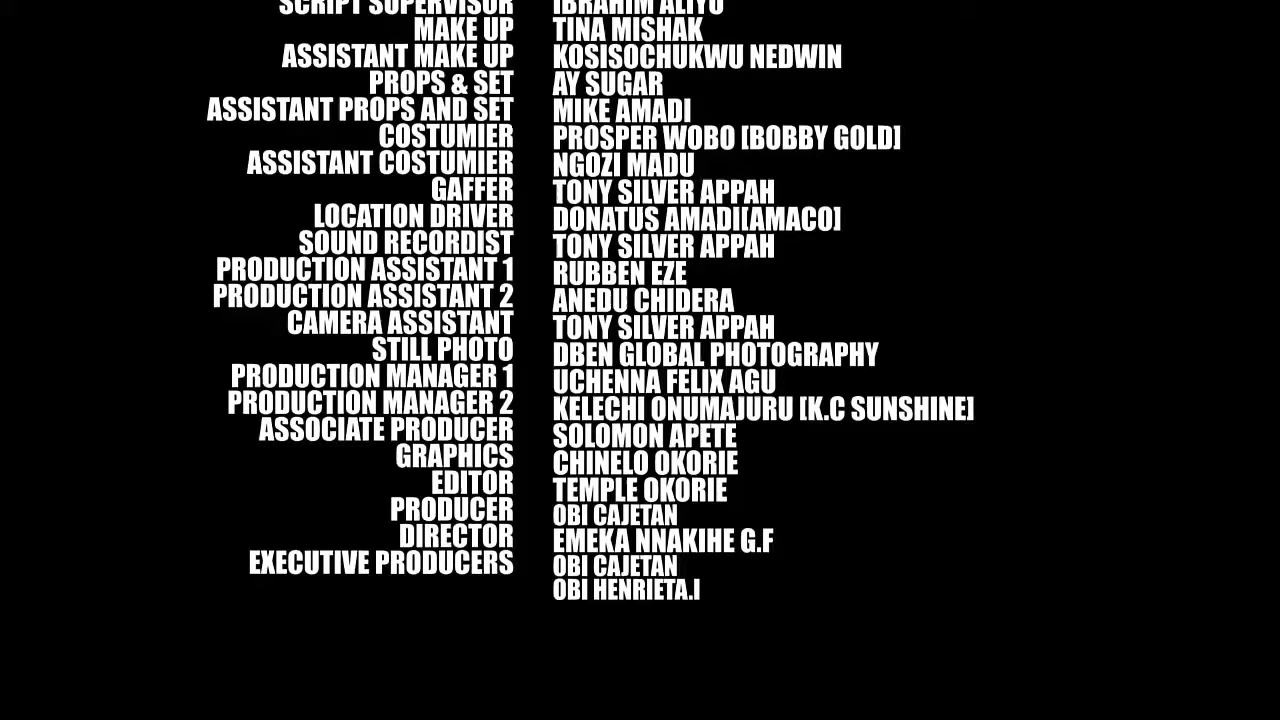 SCRIPT SUPERVISOR IBRAHIM ALIYU
MAKE UP TINA MISHAK
ASSISTANT MAKE UP KOSISOCHUKWU NEDWIN
PROPS & SET AY SUGAR
ASSISTANT PROPS AND SET MIKE AMADI
COSTUMIER PROSPER WOBO [BOBBY GOLD]
ASSISTANT COSTUMIER NGOZI MADU
GAFFER TONY SILVER APPAH
LOCATION DRIVER DONATUS AMADI[AMACO]
SOUND RECORDIST TONY SILVER APPAH
PRODUCTION ASSISTANT 1 RUBBEN EZE
PRODUCTION ASSISTANT 2 ANEDU CHIDERA
CAMERA ASSISTANT TONY SILVER APPAH
STILL PHOTO DBEN GLOBAL PHOTOGRAPHY
PRODUCTION MANAGER 1 UCHENNA FELIX AGU
PRODUCTION MANAGER 2 KELECHI ONUMAJURU [K.C SUNSHINE]
ASSOCIATE PRODUCER SOLOMON APETE
GRAPHICS CHINELO OKORIE
EDITOR TEMPLE OKORIE
PRODUCER OBI CAJETAN
DIRECTOR EMEKA NNAKIHE G.F
EXECUTIVE PRODUCERS OBI CAJETAN
OBI HENRIETA.I